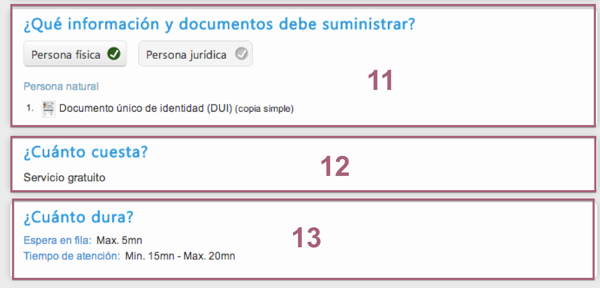 ¿Qué información y documentos debe suministrar?
Persona física Persona jurídica
11
Persona natural
1. Documento único de identidad (DUI) (copia simple)
¿Cuánto cuesta?
12
Servicio gratuito
¿Cuánto dura?
13
Espera en fila: Max. 5mn
Tiempo de atención: Min. 15mn - Max. 20mn